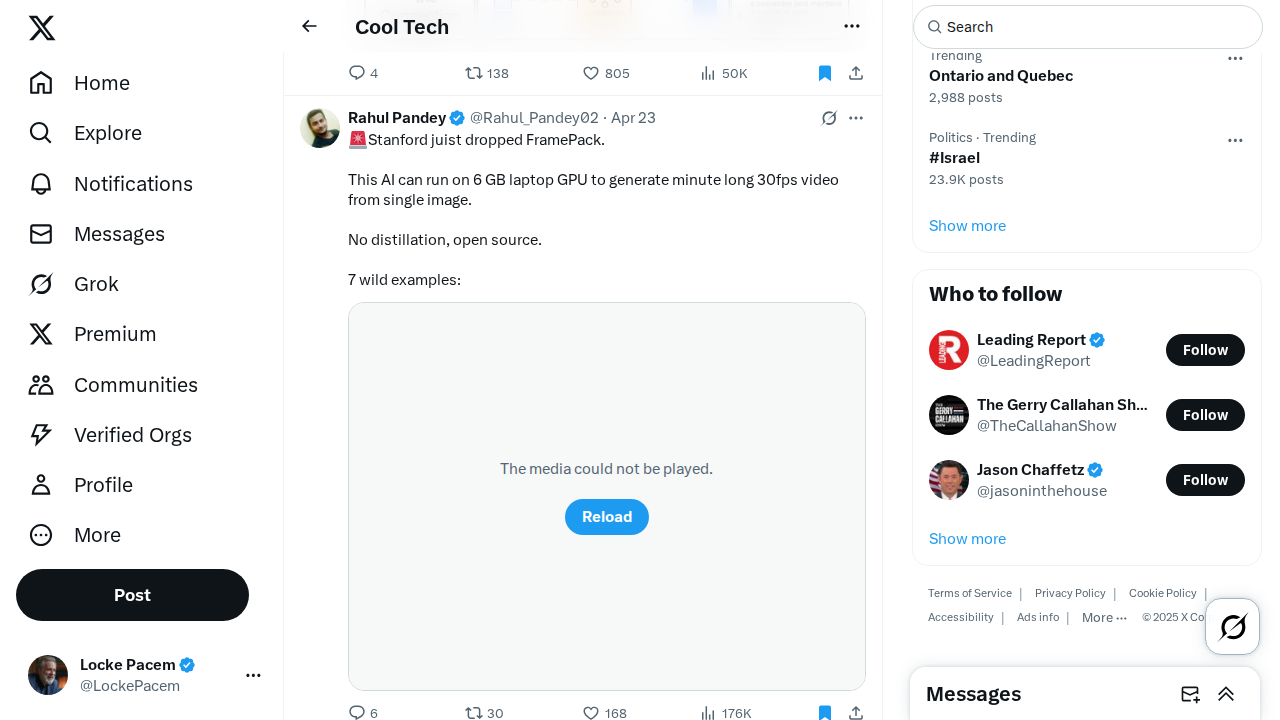 Home
Explore
Notifications
Messages
Grok
Premium
Communities
Verified Orgs
Profile
More
Post
Locke Pacem
@LockePacem
Cool Tech
4 138 805 50K
Rahul Pandey @Rahul_Pandey02 · Apr 23
🚨Stanford juist dropped FramePack.
This AI can run on 6 GB laptop GPU to generate minute long 30fps video
from single image.
No distillation, open source.
7 wild examples:
The media could not be played.
Reload
6 30 168 176K
Search
Trending
Ontario and Quebec
2,988 posts
Politics · Trending
#Israel
23.9K posts
Show more
Who to follow
Leading Report
@LeadingReport
Follow
The Gerry Callahan Sh...
@TheCallahanShow
Follow
Jason Chaffetz
@jasoninthehouse
Follow
Show more
Terms of Service | Privacy Policy | Cookie Policy |
Accessibility | Ads info | More ··· © 2025 X
Messages